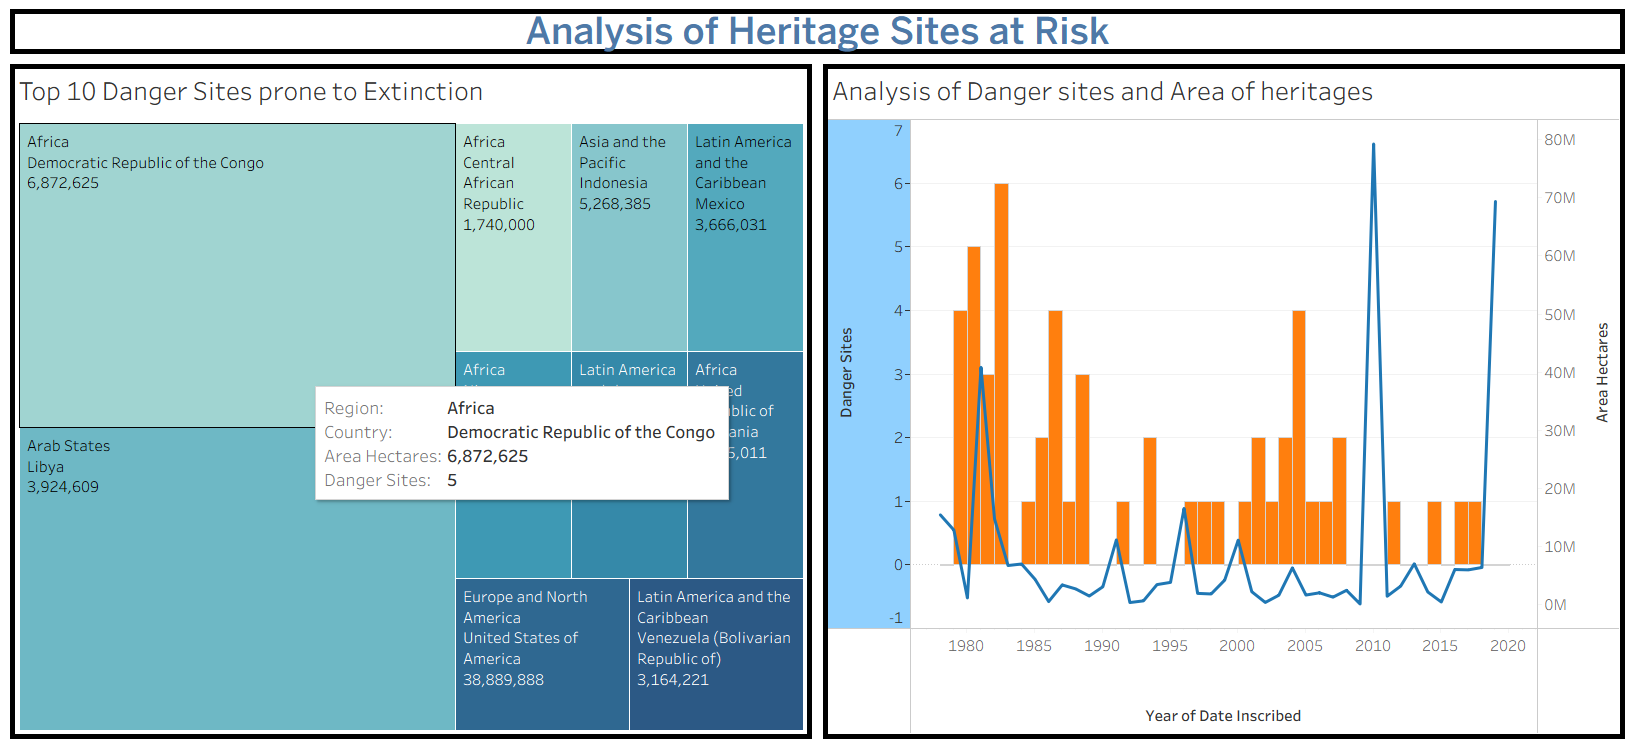 Analysis of Heritage Sites at Risk
Top 10 Danger Sites prone to Extinction
Africa
Democratic Republic of the Congo
6,872,625
Africa
Central
African
Republic
1,740,000
Asia and the
Pacific
Indonesia
5,268,385
Latin America
and the
Caribbean
Mexico
3,666,031
Africa
Latin America
Africa
Region: Africa
Country: Democratic Republic of the Congo
Area Hectares: 6,872,625
Danger Sites: 5
Arab States
Libya
3,924,609
Europe and North
America
United States of
America
38,889,888
Latin America and the
Caribbean
Venezuela (Bolivarian
Republic of)
3,164,221
Analysis of Danger sites and Area of heritages
Danger Sites
7
6
5
4
3
2
1
0
-1
80M
70M
60M
50M
40M
30M
20M
10M
0M
Area Hectares
1980 1985 1990 1995 2000 2005 2010 2015 2020
Year of Date Inscribed